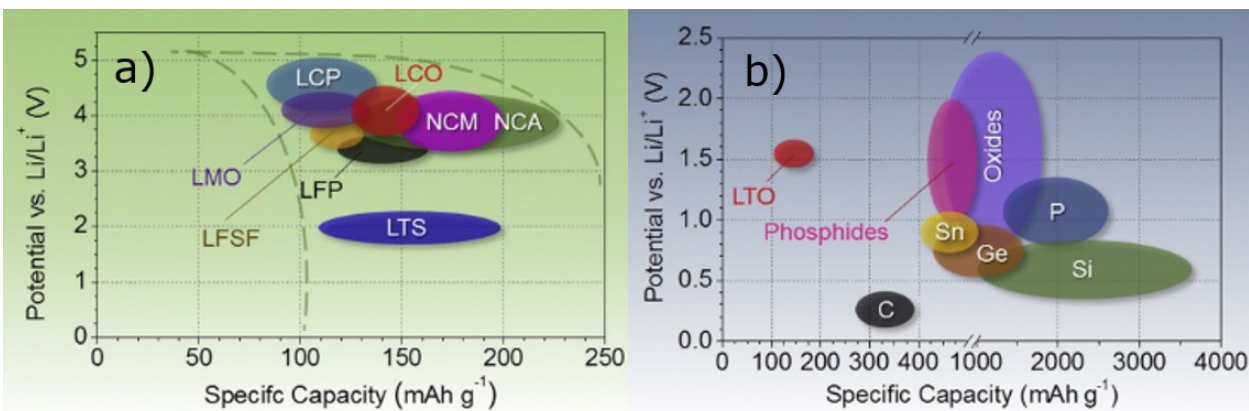 a)
Potential vs. Li/Li⁺ (V)
5
4
3
2
1
0
LCP
LCO
NCM
NCA
LMO
LFP
LFSF
LTS
0
50
100
150
200
250
Specifc Capacity (mAh g⁻¹)
b)
Potential vs. Li/Li⁺ (V)
2.5
2.0
1.5
1.0
0.5
0.0
Oxides
LTO
Phosphides
P
Sn
Ge
Si
C
0
100
200
300
400
1000
2000
3000
4000
Specific Capacity (mAh g⁻¹)